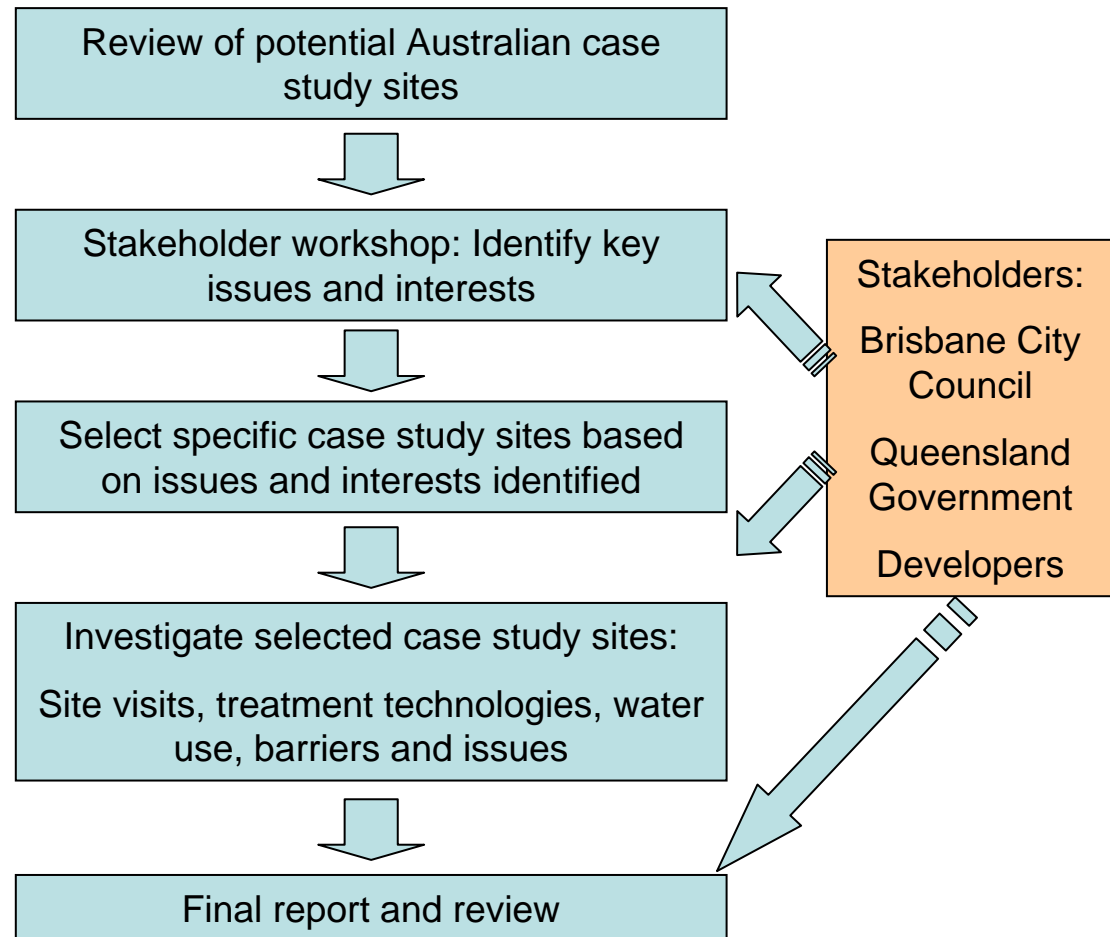 Review of potential Australian case
study sites
Stakeholder workshop: Identify key
issues and interests
Select specific case study sites based
on issues and interests identified
Investigate selected case study sites:
Site visits, treatment technologies, water
use, barriers and issues
Final report and review
Stakeholders:
Brisbane City
Council
Queensland
Government
Developers